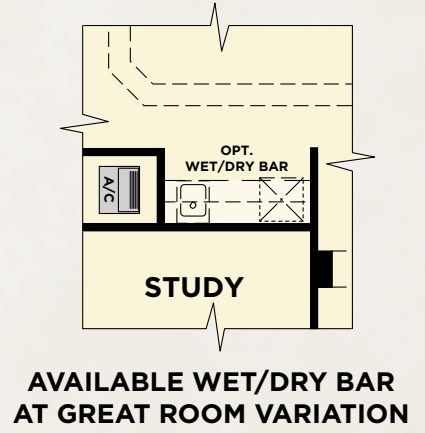 OPT.
WET/DRY BAR
A/C
STUDY
AVAILABLE WET/DRY BAR
AT GREAT ROOM VARIATION